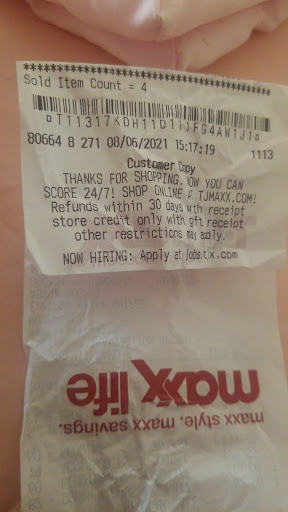 ****************************************
Sold Item Count = 4
¤T11317XDH11D1I7FG4AW1J1¤
80664 8 271 08/06/2021 15:17:19 1113
Customer Copy
THANKS FOR SHOPPING, NOW YOU CAN
SCORE 24/7! SHOP ONLINE @ TJMAXX.COM!
Refunds within 30 days with receipt
store credit only with gft receipt
other restrictions may apply.
NOW HIRING: Apply at jobs.tjx.com
maxx life
maxx style. maxx savings.